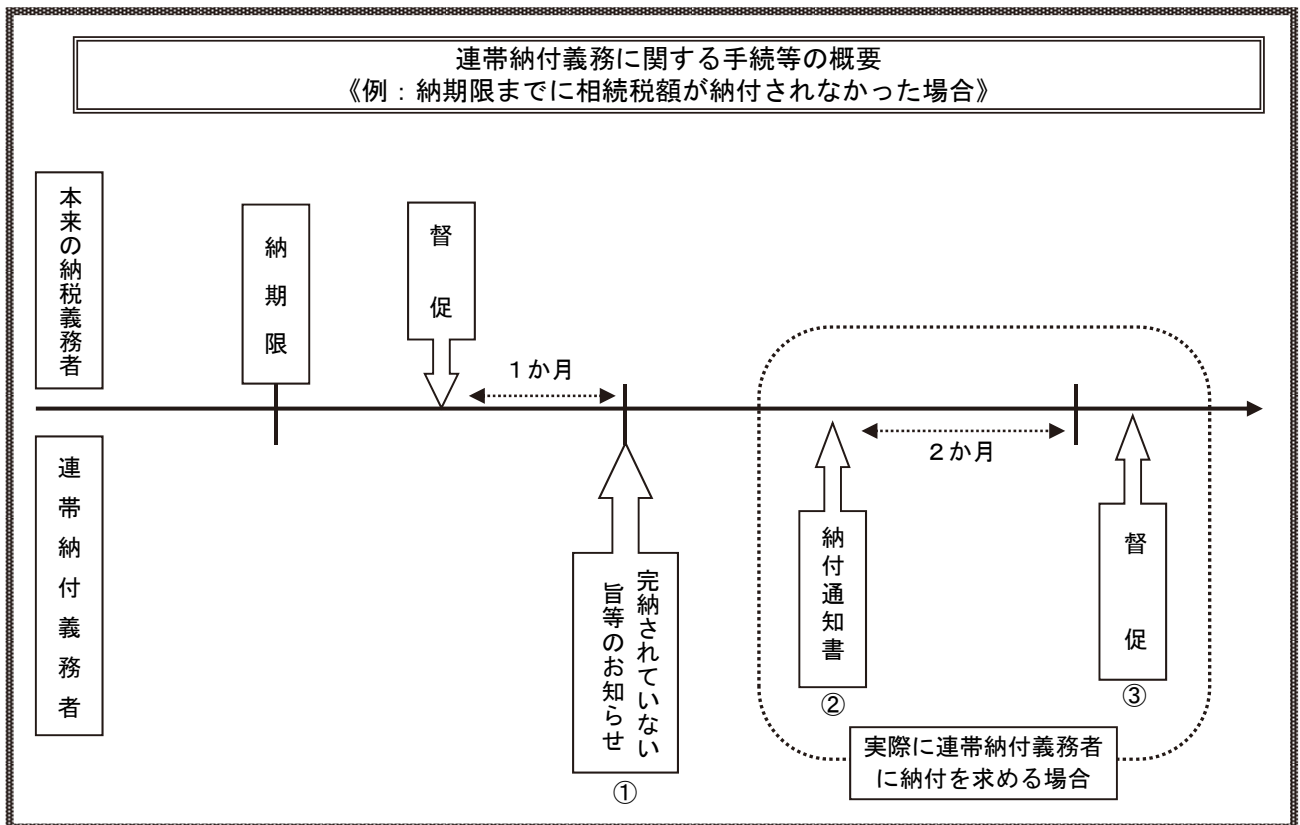 連帯納付義務に関する手続等の概要
《例：納期限までに相続税額が納付されなかった場合》
本来の納税義務者
納期限
督促
１か月
２か月
連帯納付義務者
完納されていない
旨等のお知らせ
①
納付通知書
②
督促
③
実際に連帯納付義務者
に納付を求める場合